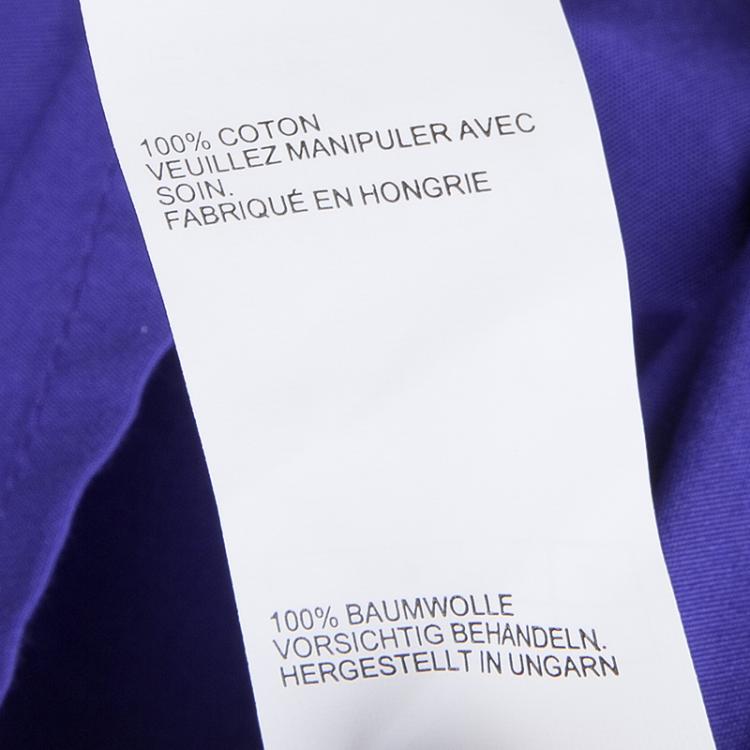 100% COTON
VEUILLEZ MANIPULER AVEC
SOIN.
FABRIQUÉ EN HONGRIE
100% BAUMWOLLE
VORSICHTIG BEHANDELN.
HERGESTELLT IN UNGARN